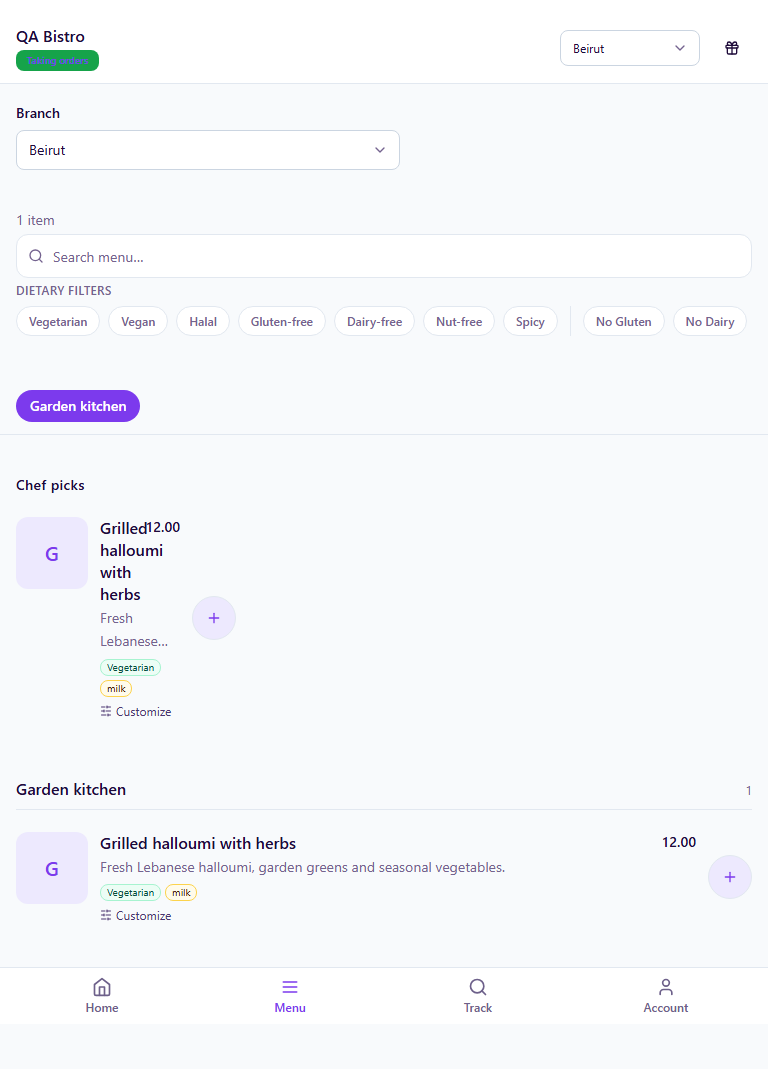 QA Bistro
Beirut
Branch
Beirut
1 item
Search menu...
DIETARY FILTERS
Vegetarian Vegan Halal Gluten-free Dairy-free Nut-free Spicy No Gluten No Dairy
Garden kitchen
Chef picks
G
Grilled 12.00
halloumi
with
herbs
Fresh
Lebanese...
Vegetarian
milk
Customize
Garden kitchen 1
G
Grilled halloumi with herbs 12.00
Fresh Lebanese halloumi, garden greens and seasonal vegetables.
Vegetarian milk
Customize
Home Menu Track Account